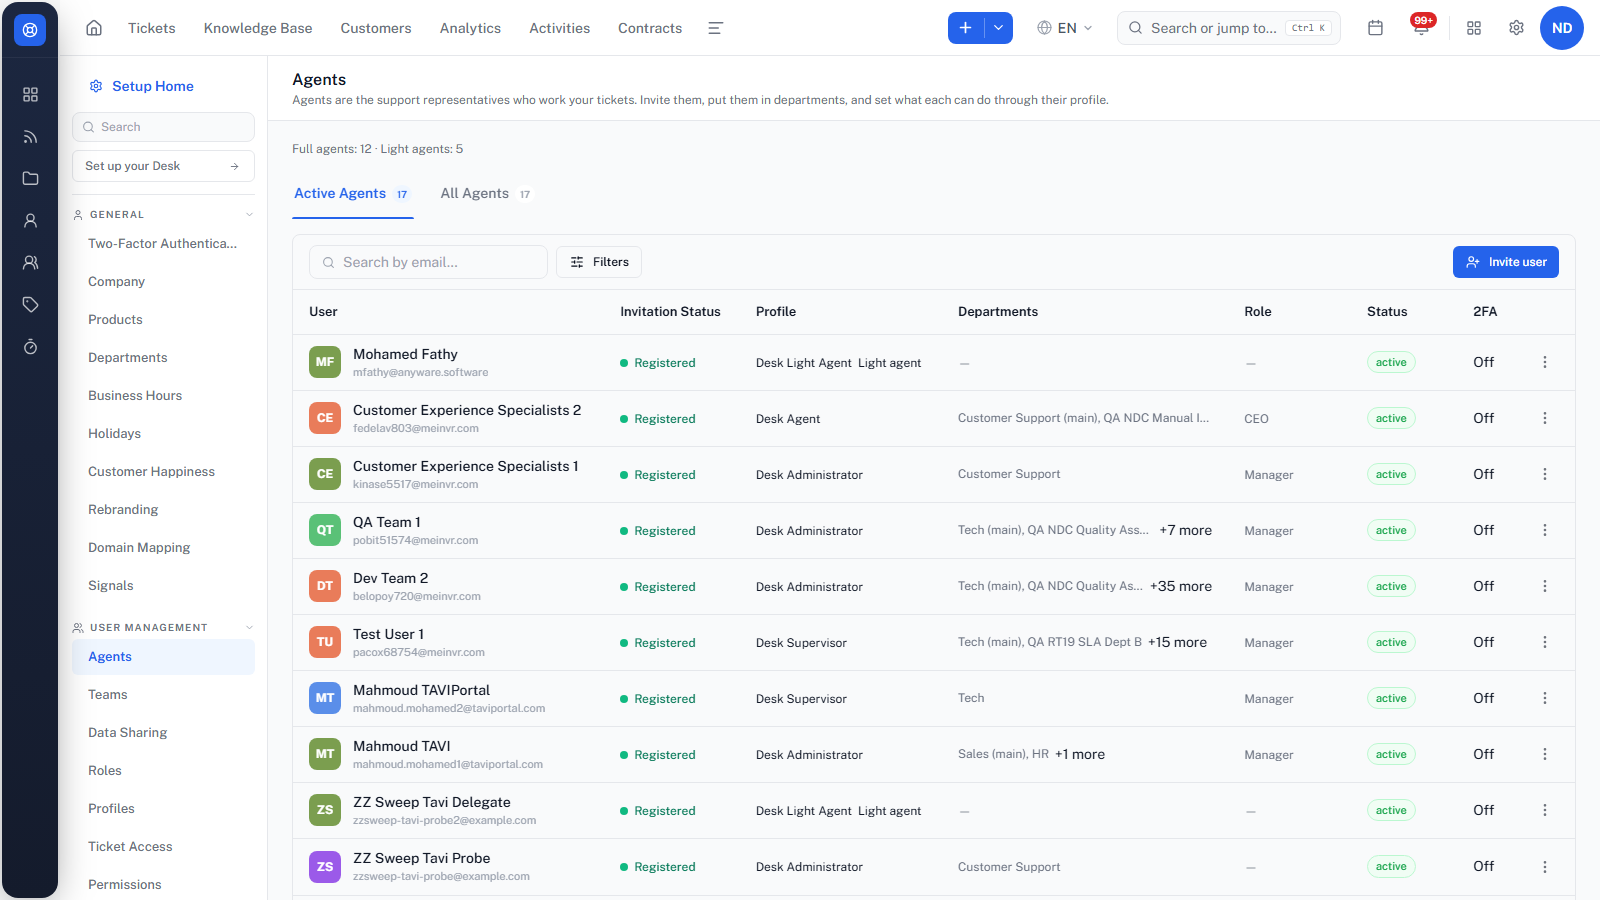 Tickets
Knowledge Base
Customers
Analytics
Activities
Contracts
EN
Search or jump to...
Ctrl K
99+
ND
Setup Home
Search
Set up your Desk
GENERAL
Two-Factor Authentica...
Company
Products
Departments
Business Hours
Holidays
Customer Happiness
Rebranding
Domain Mapping
Signals
USER MANAGEMENT
Agents
Teams
Data Sharing
Roles
Profiles
Ticket Access
Permissions
Agents
Agents are the support representatives who work your tickets. Invite them, put them in departments, and set what each can do through their profile.
Full agents: 12 · Light agents: 5
Active Agents 17
All Agents 17
Search by email...
Filters
Invite user
User Invitation Status Profile Departments Role Status 2FA
MF Mohamed Fathy
mfathy@anyware.software
Registered Desk Light Agent Light agent — — active Off
CE Customer Experience Specialists 2
fedelav803@meinvr.com
Registered Desk Agent Customer Support (main), QA NDC Manual I... CEO active Off
CE Customer Experience Specialists 1
kinase5517@meinvr.com
Registered Desk Administrator Customer Support Manager active Off
QT QA Team 1
pobit51574@meinvr.com
Registered Desk Administrator Tech (main), QA NDC Quality Ass... +7 more Manager active Off
DT Dev Team 2
belopoy720@meinvr.com
Registered Desk Administrator Tech (main), QA NDC Quality As... +35 more Manager active Off
TU Test User 1
pacox68754@meinvr.com
Registered Desk Supervisor Tech (main), QA RT19 SLA Dept B +15 more Manager active Off
MT Mahmoud TAVIPortal
mahmoud.mohamed2@taviportal.com
Registered Desk Supervisor Tech Manager active Off
MT Mahmoud TAVI
mahmoud.mohamed1@taviportal.com
Registered Desk Administrator Sales (main), HR +1 more Manager active Off
ZS ZZ Sweep Tavi Delegate
zzsweep-tavi-probe2@example.com
Registered Desk Light Agent Light agent — — active Off
ZS ZZ Sweep Tavi Probe
zzsweep-tavi-probe@example.com
Registered Desk Administrator Customer Support — active Off